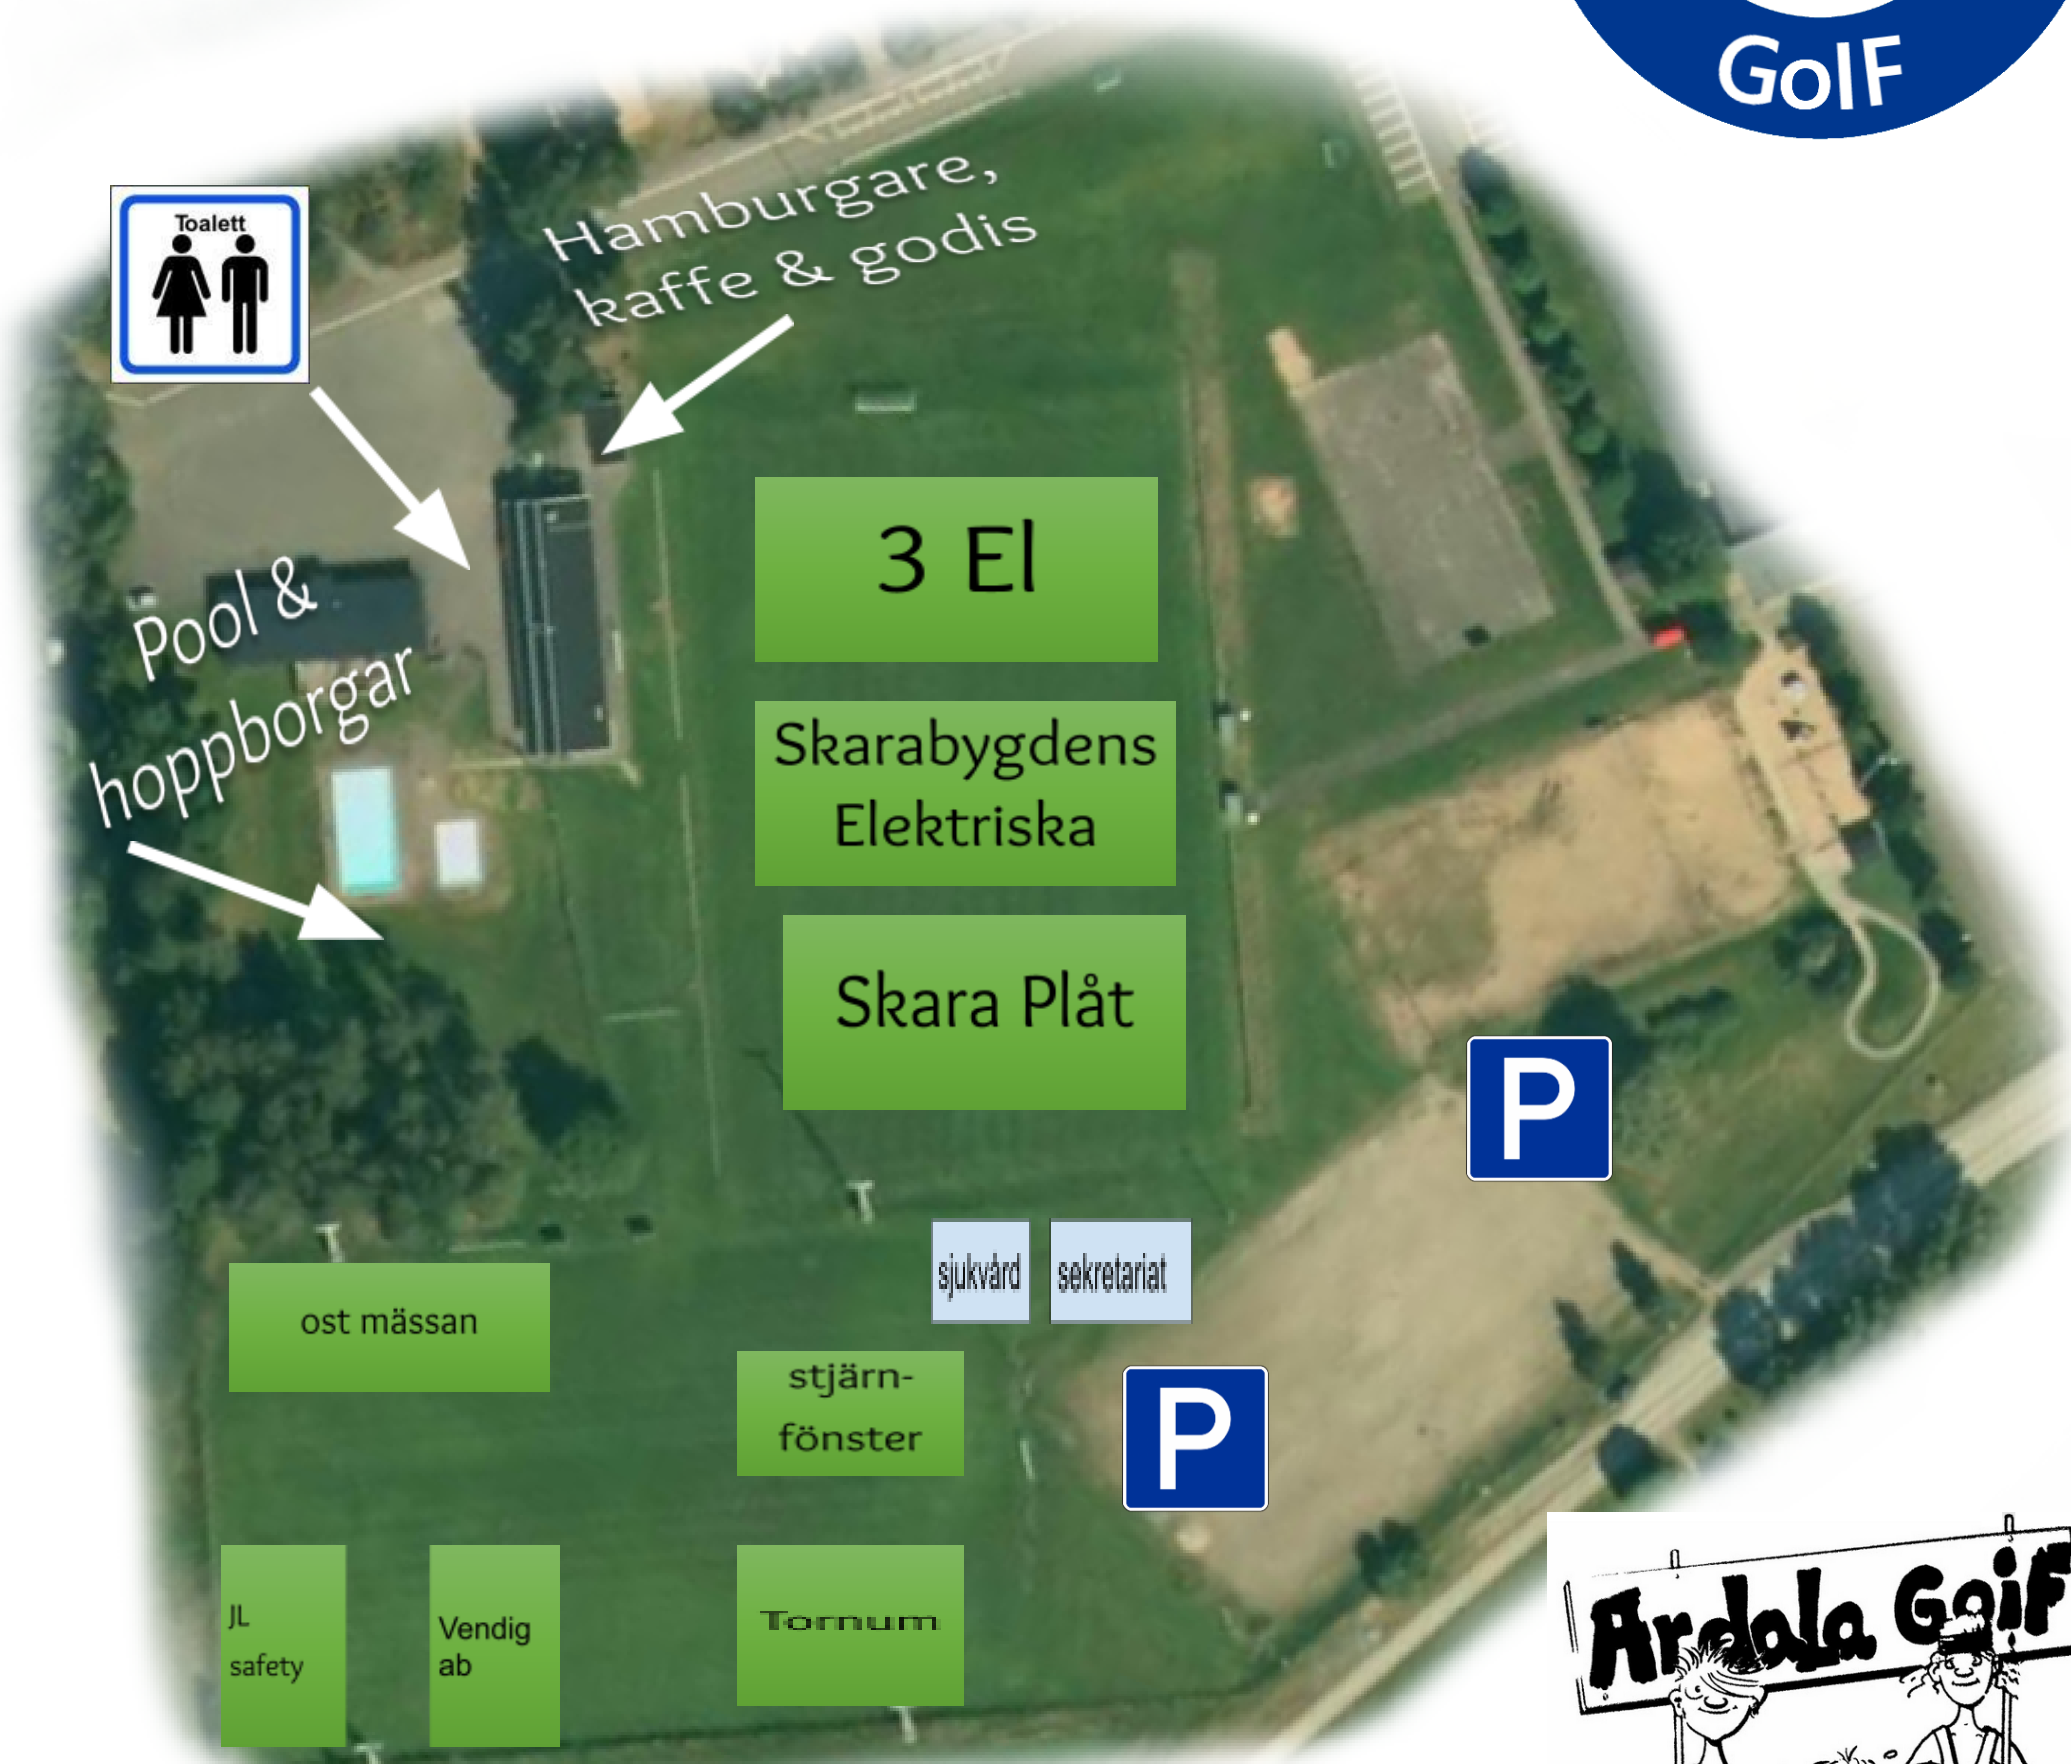 GoIF
Toalett
Hamburgare,
kaffe & godis
Pool &
hoppborgar
3 El
Skarabygdens
Elektriska
Skara Plåt
P
sjukvård
sekretariat
ost mässan
stjärn-
fönster
P
JL
safety
Vendig
ab
Tornum
Ardala GoiF